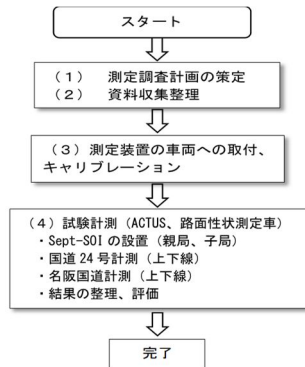 スタート
（1）　測定調査計画の策定
（2）　資料収集整理
（3）測定装置の車両への取付、
キャリブレーション
（4）試験計測（ACTUS、路面性状測定車）
・Sept-SOI の設置（親局、子局）
・国道 24 号計測（上下線）
・名阪国道計測（上下線）
・結果の整理、評価
完了